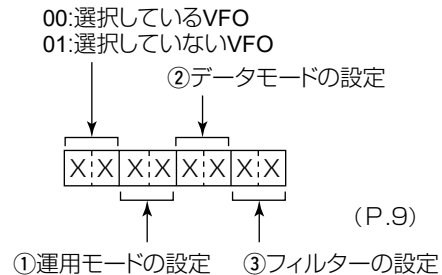 00:選択しているVFO
01:選択していないVFO
②データモードの設定
XXXXXXXX
(P.9)
①運用モードの設定 ③フィルターの設定